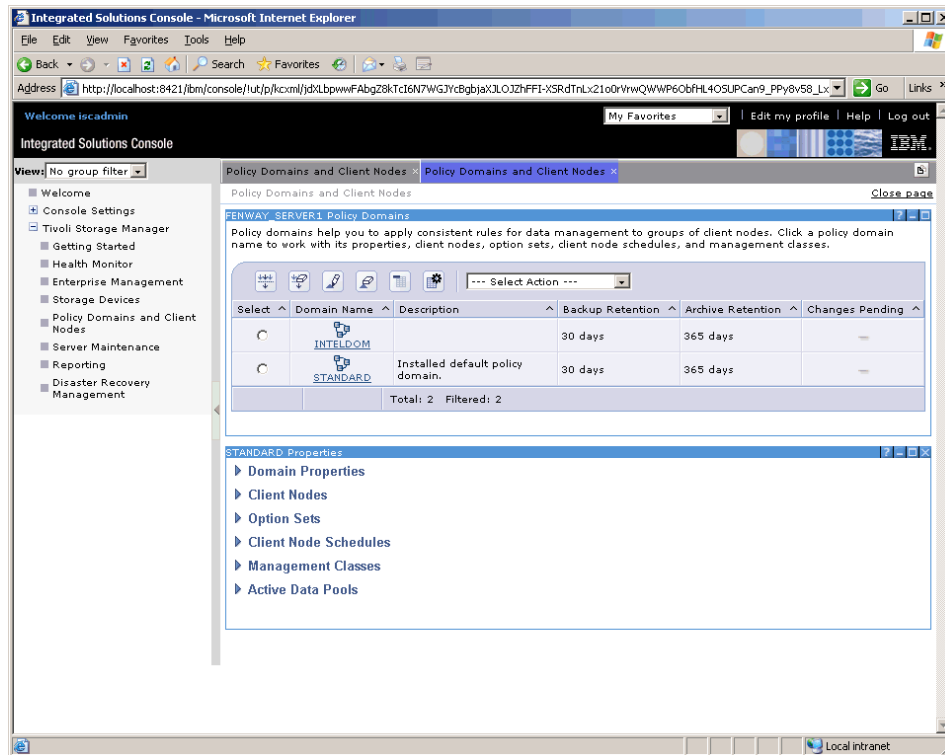 Integrated Solutions Console - Microsoft Internet Explorer
File Edit View Favorites Tools Help
Back Search Favorites
Address http://localhost:8421/ibm/console/!ut/p/kcxml/ Go Links »
Welcome iscadmin My Favorites Edit my profile Help Log out
Integrated Solutions Console IBM.
View: No group filter
Policy Domains and Client Nodes × Policy Domains and Client Nodes ×
Welcome
Console Settings
Tivoli Storage Manager
Getting Started
Health Monitor
Enterprise Management
Storage Devices
Policy Domains and Client
Nodes
Server Maintenance
Reporting
Disaster Recovery
Management
Policy Domains and Client Nodes Close page
FENWAY_SERVER1 Policy Domains
Policy domains help you to apply consistent rules for data management to groups of client nodes. Click a policy domain
name to work with its properties, client nodes, option sets, client node schedules, and management classes.
--- Select Action ---
Select Domain Name Description Backup Retention Archive Retention Changes Pending
INTELDOM 30 days 365 days
STANDARD Installed default policy domain. 30 days 365 days
Total: 2 Filtered: 2
STANDARD Properties
Domain Properties
Client Nodes
Option Sets
Client Node Schedules
Management Classes
Active Data Pools
Local intranet